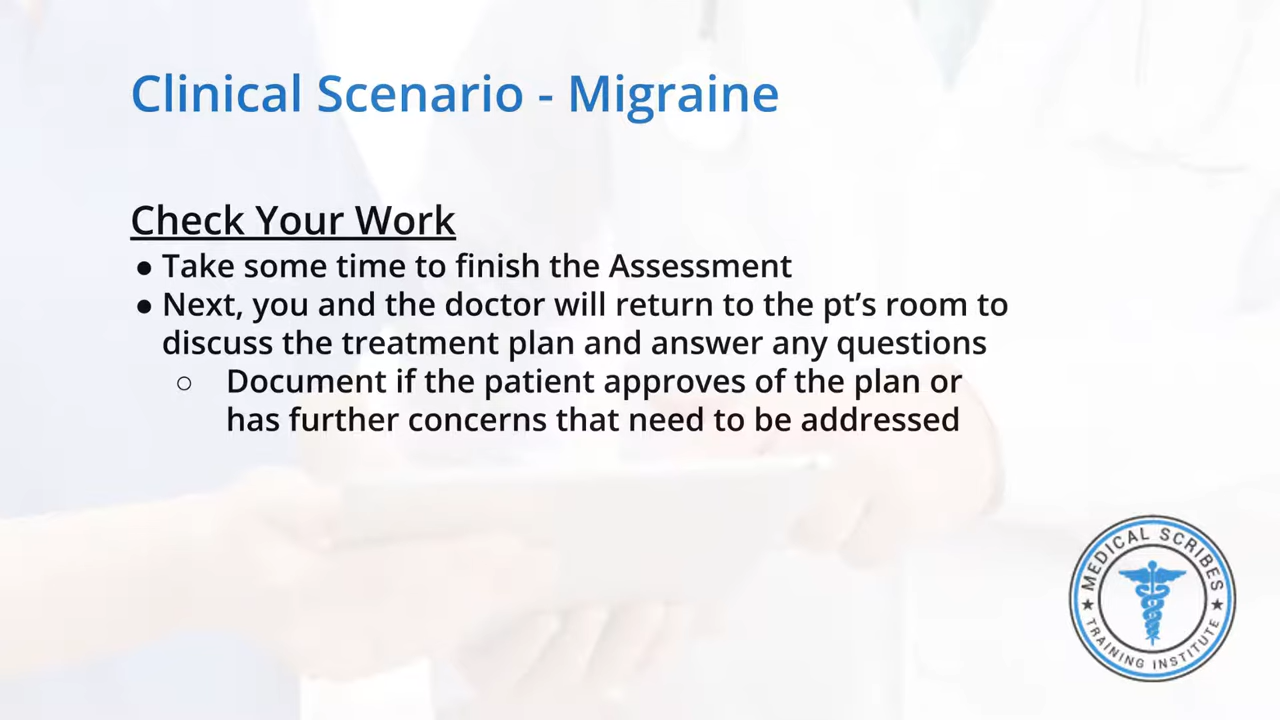 Clinical Scenario - Migraine
Check Your Work
● Take some time to finish the Assessment
● Next, you and the doctor will return to the pt’s room to
discuss the treatment plan and answer any questions
○ Document if the patient approves of the plan or
has further concerns that need to be addressed
MEDICAL SCRIBES
★ ★
TRAINING INSTITUTE